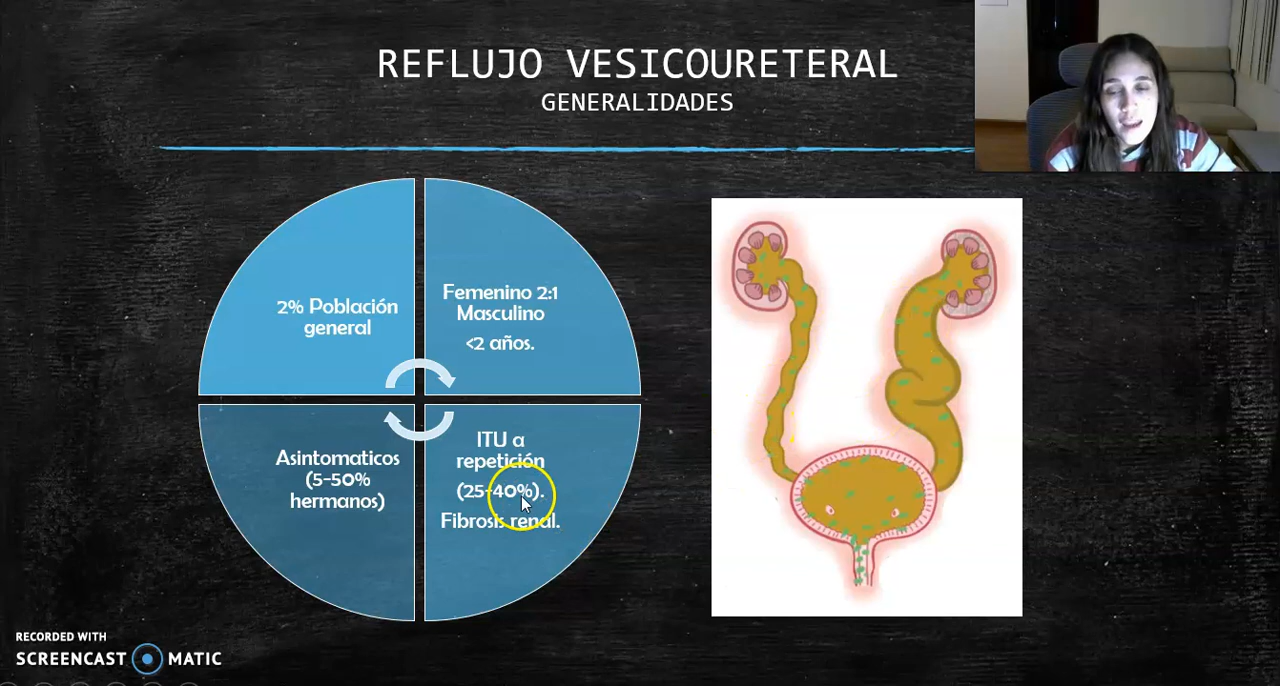 REFLUJO VESICOURETERAL
GENERALIDADES
2% Población
general
Femenino 2:1
Masculino
<2 años.
Asintomaticos
(5-50%
hermanos)
ITU a
repetición
(25-40%).
Fibrosis renal.
RECORDED WITH
SCREENCAST MATIC